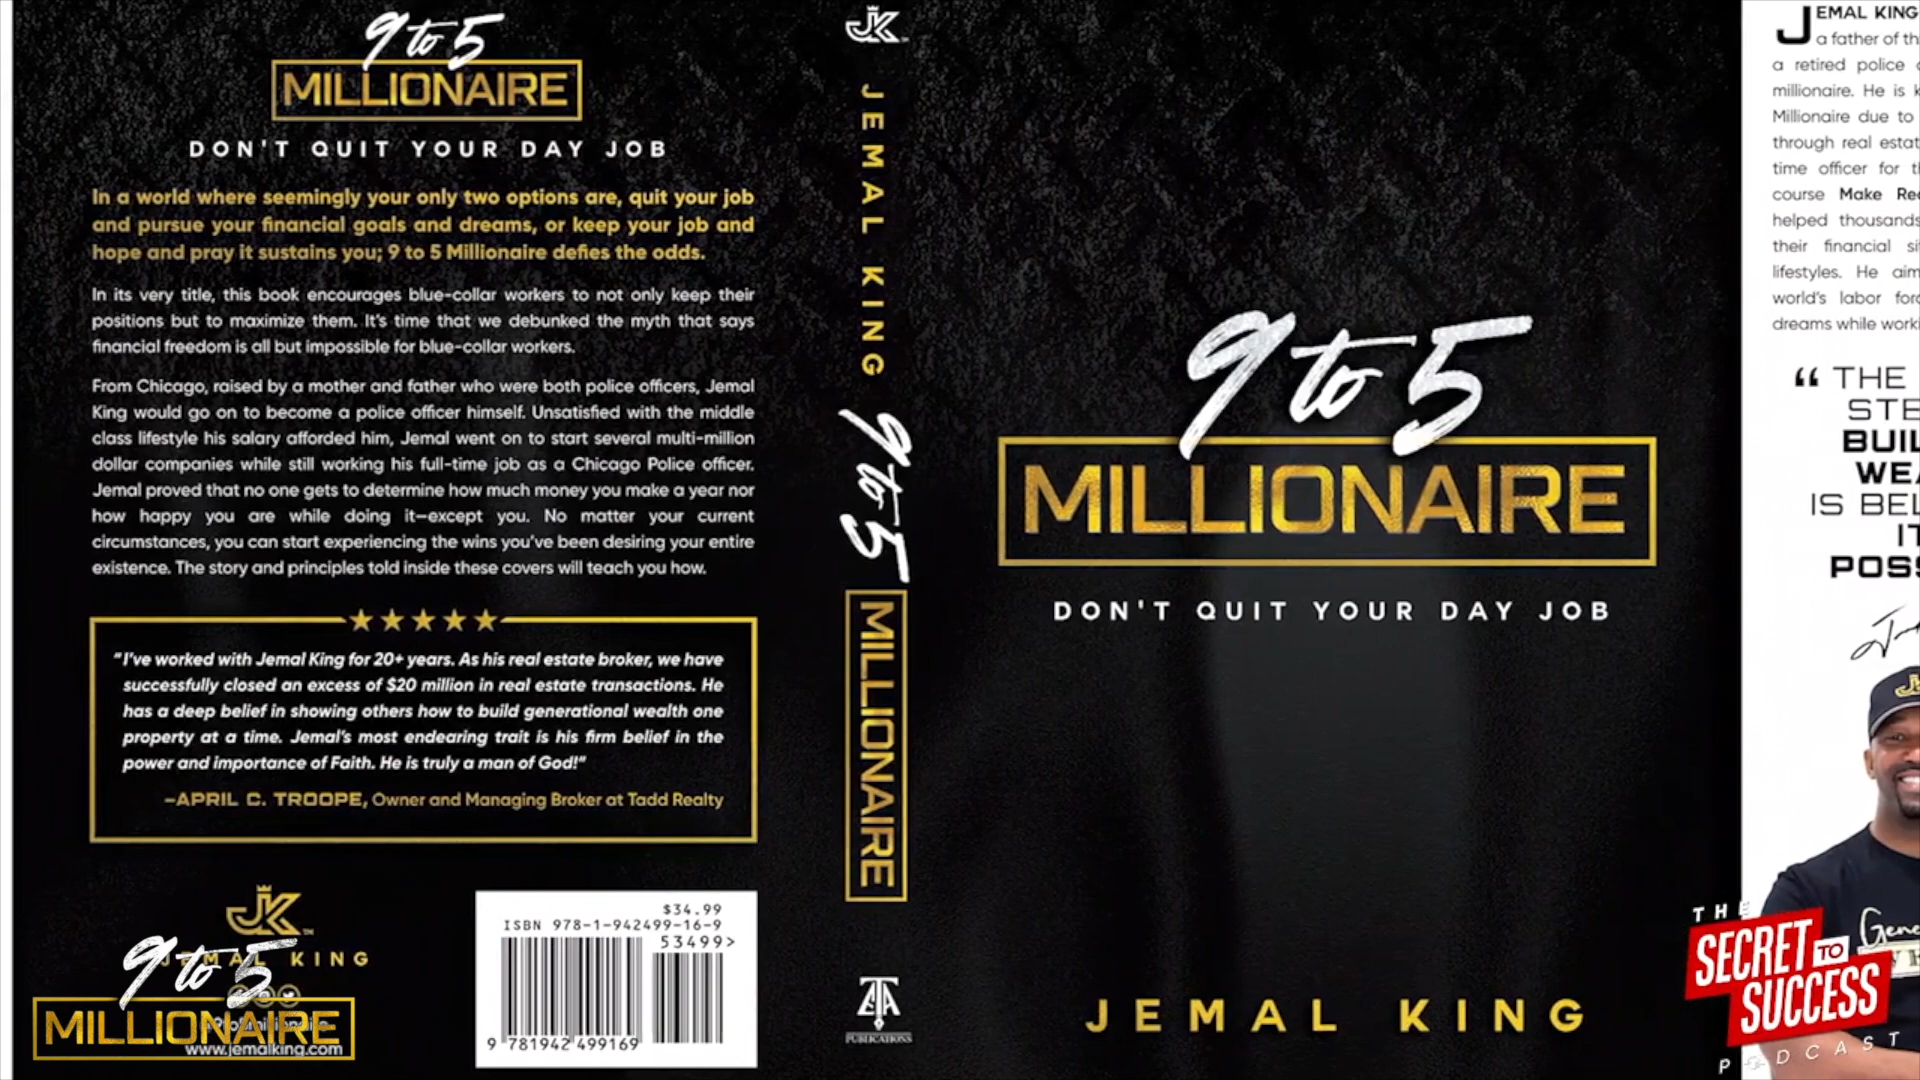 9 to 5
MILLIONAIRE
DON'T QUIT YOUR DAY JOB
In a world where seemingly your only two options are, quit your job
and pursue your financial goals and dreams, or keep your job and
hope and pray it sustains you; 9 to 5 Millionaire defies the odds.
In its very title, this book encourages blue-collar workers to not only keep their
positions but to maximize them. It's time that we debunked the myth that says
financial freedom is all but impossible for blue-collar workers.
From Chicago, raised by a mother and father who were both police officers, Jemal
King would go on to become a police officer himself. Unsatisfied with the middle
class lifestyle his salary afforded him, Jemal went on to start several multi-million
dollar companies while still working his full-time job as a Chicago Police officer.
Jemal proved that no one gets to determine how much money you make a year nor
how happy you are while doing it—except you. No matter your current
circumstances, you can start experiencing the wins you've been desiring your entire
existence. The story and principles told inside these covers will teach you how.
"I've worked with Jemal King for 20+ years. As his real estate broker, we have
successfully closed an excess of $20 million in real estate transactions. He
has a deep belief in showing others how to build generational wealth one
property at a time. Jemal's most endearing trait is his firm belief in the
power and importance of Faith. He is truly a man of God!"
–APRIL C. TROOPE, Owner and Managing Broker at Tadd Realty
JK
JEMAL KING
9 to 5
MILLIONAIRE
www.jemalking.com
$34.99
ISBN 978-1-942499-16-9
53499>
9 781942 499169
JK
JEMAL KING
9 to 5
MILLIONAIRE
ETA
PUBLICATIONS
9 to 5
MILLIONAIRE
DON'T QUIT YOUR DAY JOB
JEMAL KING
JEMAL KING
a father of th
a retired police
millionaire. He is
Millionaire due to
through real estat
time officer for
course Make Re
helped thousands
their financial si
lifestyles. He aim
world's labor for
dreams while worki
" THE
STE
BUIL
WEA
IS BEL
IT
POSS
JK
Gene
THE
SECRET TO
SUCCESS
PODCAST